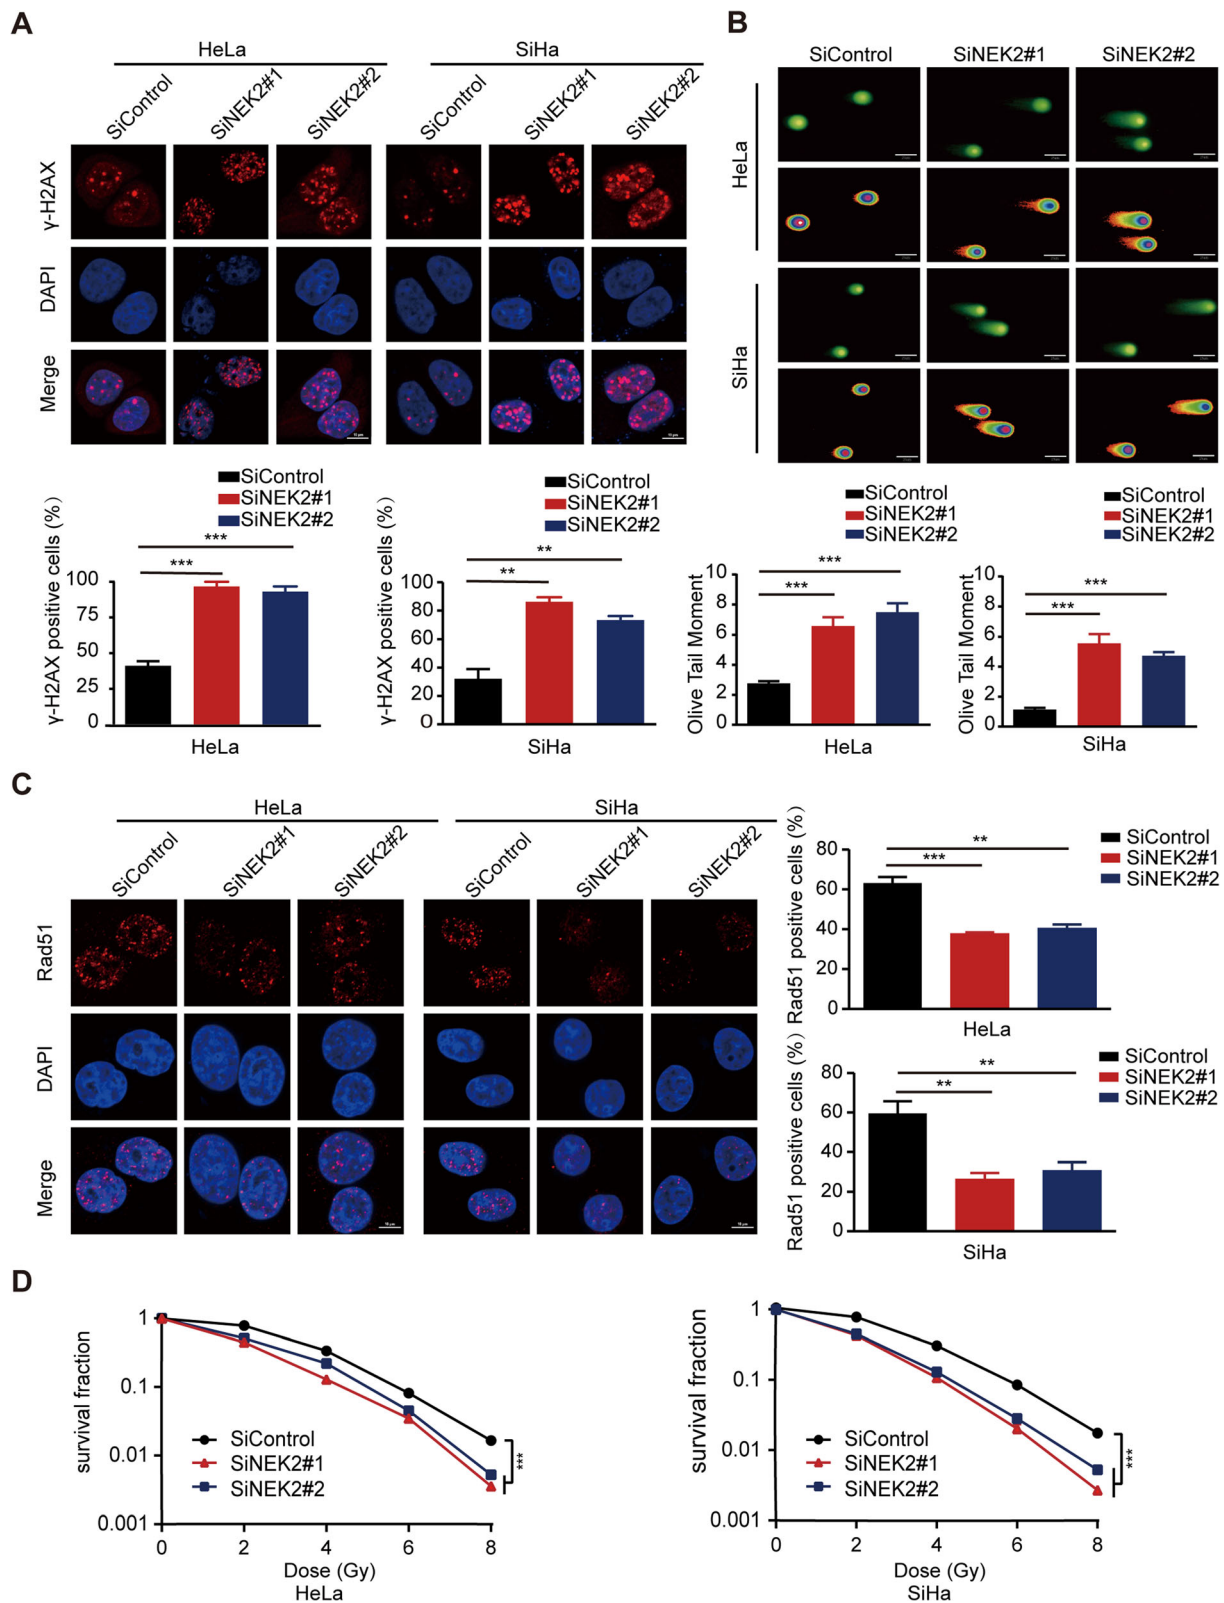 A
HeLa
SiHa
SiControl
SiNEK2#1
SiNEK2#2
SiControl
SiNEK2#1
SiNEK2#2
γ-H2AX
DAPI
Merge
SiControl
SiNEK2#1
SiNEK2#2
γ-H2AX positive cells (%)
***
***
100
50
25
0
HeLa
SiControl
SiNEK2#1
SiNEK2#2
γ-H2AX positive cells (%)
**
**
100
80
60
40
20
0
SiHa
B
SiControl
SiNEK2#1
SiNEK2#2
HeLa
SiHa
SiControl
SiNEK2#1
SiNEK2#2
Olive Tail Moment
***
***
10
8
6
4
2
0
HeLa
SiControl
SiNEK2#1
SiNEK2#2
Olive Tail Moment
***
***
10
8
6
4
2
0
SiHa
C
HeLa
SiHa
SiControl
SiNEK2#1
SiNEK2#2
SiControl
SiNEK2#1
SiNEK2#2
Rad51
DAPI
Merge
SiControl
SiNEK2#1
SiNEK2#2
Rad51 positive cells (%)
**
***
80
60
40
20
0
HeLa
SiControl
SiNEK2#1
SiNEK2#2
Rad51 positive cells (%)
**
**
80
60
40
20
0
SiHa
D
survival fraction
1
0.1
0.01
0.001
SiControl
SiNEK2#1
SiNEK2#2
***
0 2 4 6 8
Dose (Gy)
HeLa
survival fraction
1
0.1
0.01
0.001
SiControl
SiNEK2#1
SiNEK2#2
***
0 2 4 6 8
Dose (Gy)
SiHa